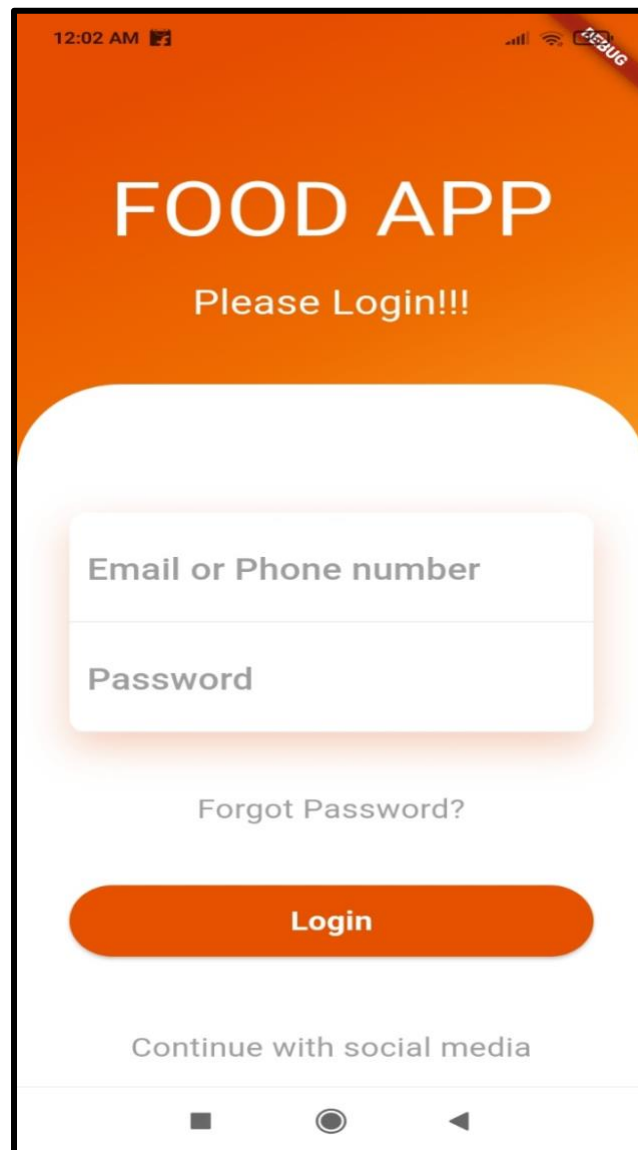 12:02 AM
DEBUG
FOOD APP
Please Login!!!
Email or Phone number
Password
Forgot Password?
Login
Continue with social media